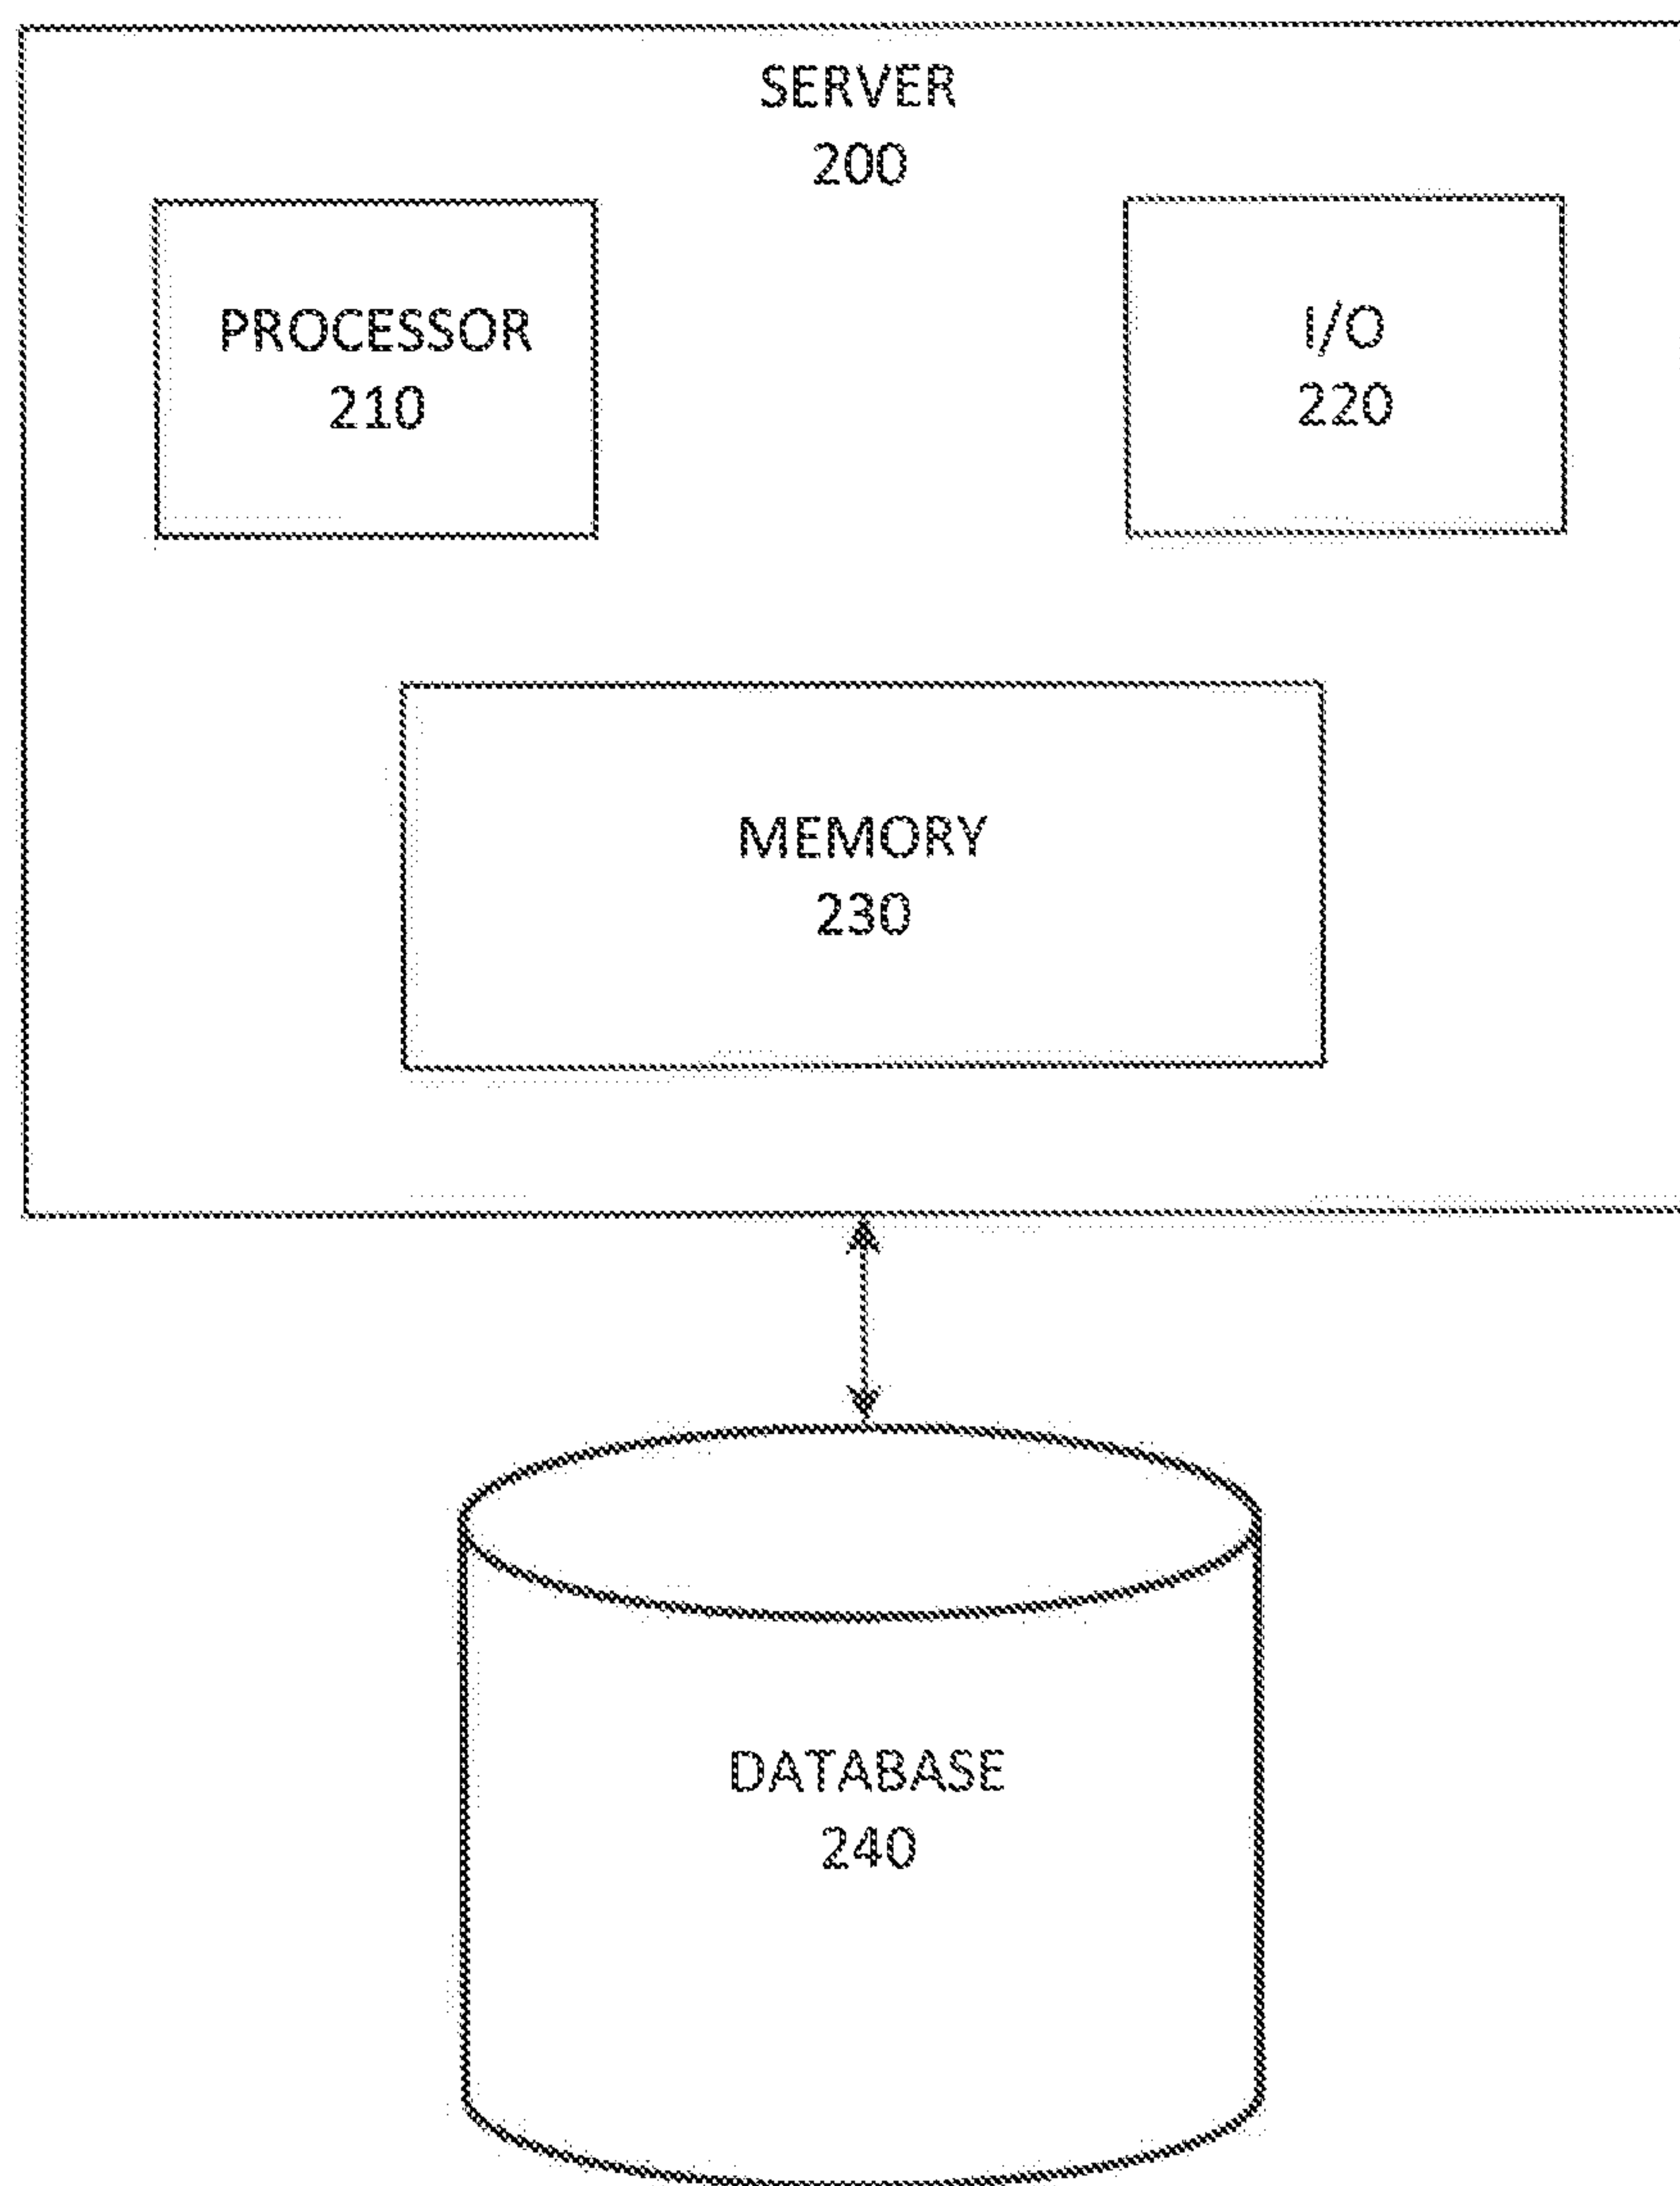 SERVER
200
PROCESSOR
210
I/O
220
MEMORY
230
DATABASE
240